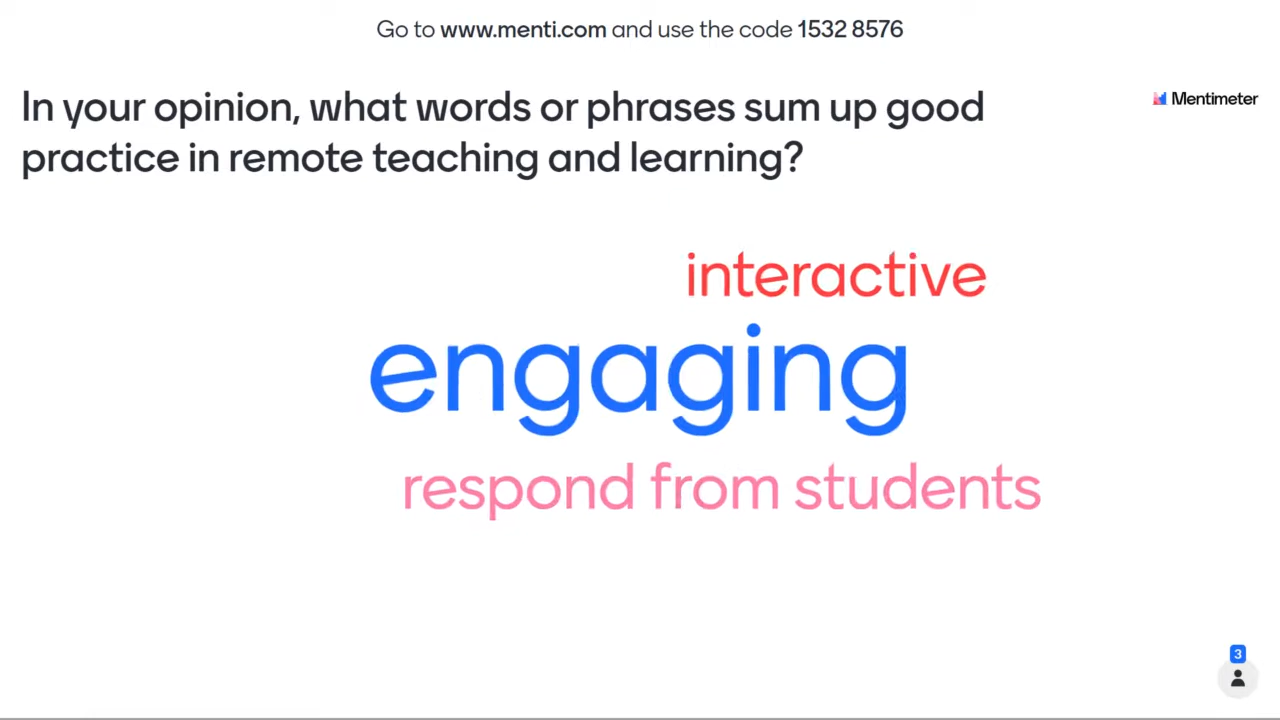 Go to www.menti.com and use the code 1532 8576
In your opinion, what words or phrases sum up good
practice in remote teaching and learning?
Mentimeter
interactive
engaging
respond from students
3